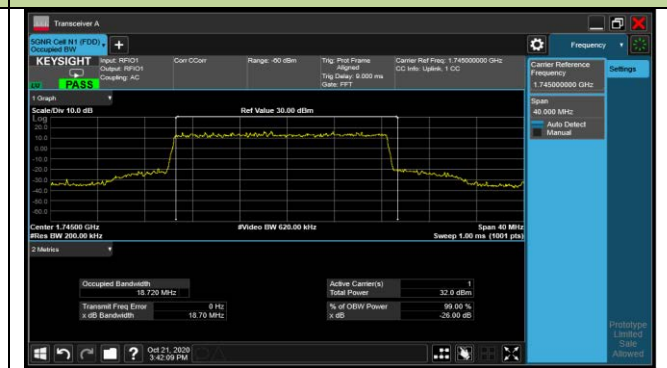 Transceiver A
5GNR Cell N1 (FDD)
Occupied BW
Frequency
KEYSIGHT
Input: RFIO1
Output: RFIO1
Coupling: AC
Corr CCorr
Range: -60 dBm
Trig: Prot Frame
Aligned
Trig Delay: 9.000 ms
Gate: FFT
Carrier Ref Freq: 1.745000000 GHz
CC Info: Uplink, 1 CC
PASS
Carrier Reference
Frequency
1.745000000 GHz
Settings
Span
40.000 MHz
Auto Detect
Manual
1 Graph
Scale/Div 10.0 dB
Ref Value 30.00 dBm
Log
20.0
10.0
0.00
-10.0
-20.0
-30.0
-40.0
-50.0
-60.0
Center 1.74500 GHz
#Video BW 620.00 kHz
Span 40 MHz
#Res BW 200.00 kHz
Sweep 1.00 ms (1001 pts)
2 Metrics
Occupied Bandwidth
18.720 MHz
Transmit Freq Error
0 Hz
x dB Bandwidth
18.70 MHz
Active Carrier(s)
1
Total Power
32.0 dBm
% of OBW Power
99.00 %
x dB
-26.00 dB
Prototype
Limited
Sale
Allowed
?
Oct 21, 2020
3:42:09 PM